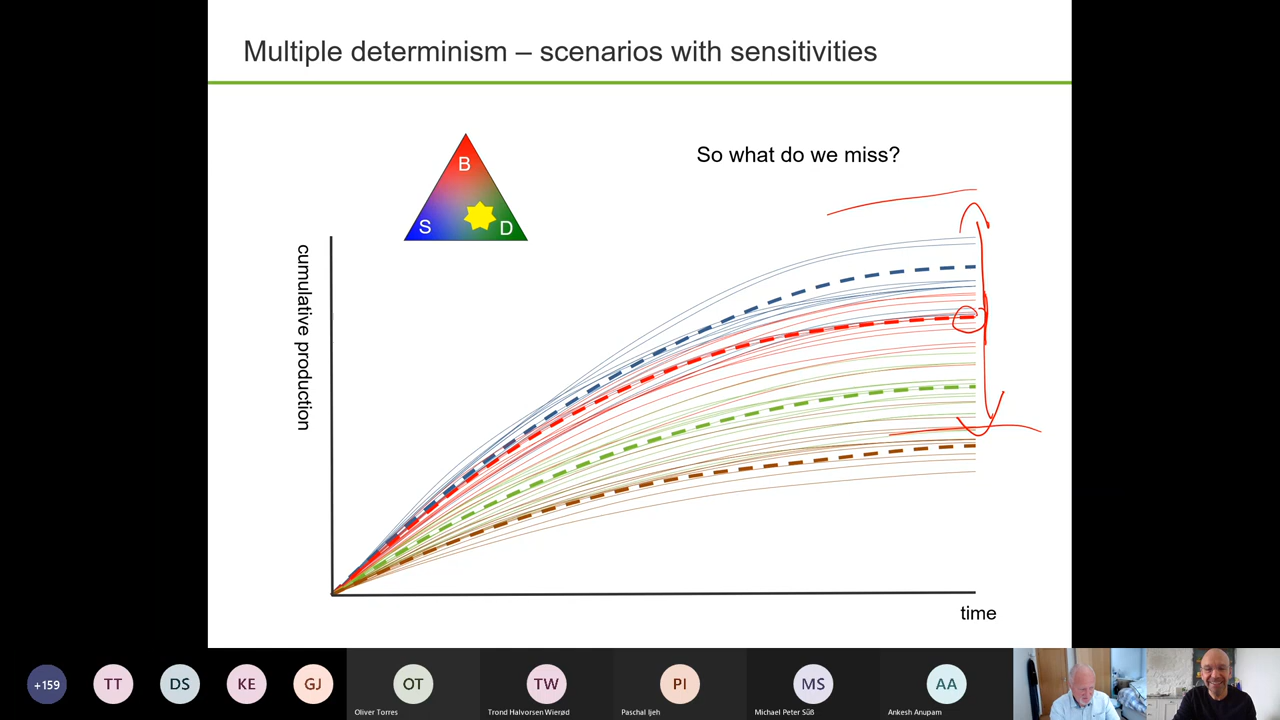 Multiple determinism – scenarios with sensitivities
B
S
D
So what do we miss?
cumulative production
time
+159
TT
DS
KE
GJ
OT
Oliver Torres
TW
Trond Halvorsen Wierød
PI
Paschal Ijeh
MS
Michael Peter Süß
AA
Ankesh Anupam